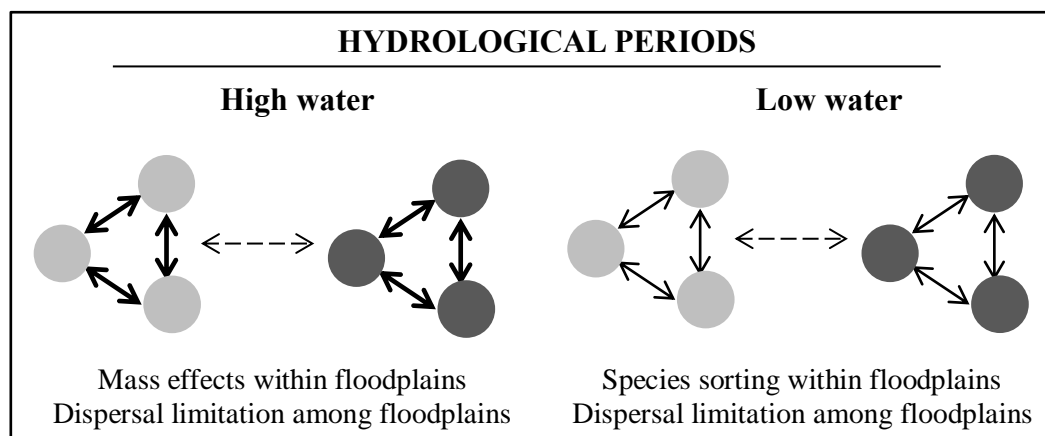 HYDROLOGICAL PERIODS
High water
Low water
Mass effects within floodplains
Dispersal limitation among floodplains
Species sorting within floodplains
Dispersal limitation among floodplains